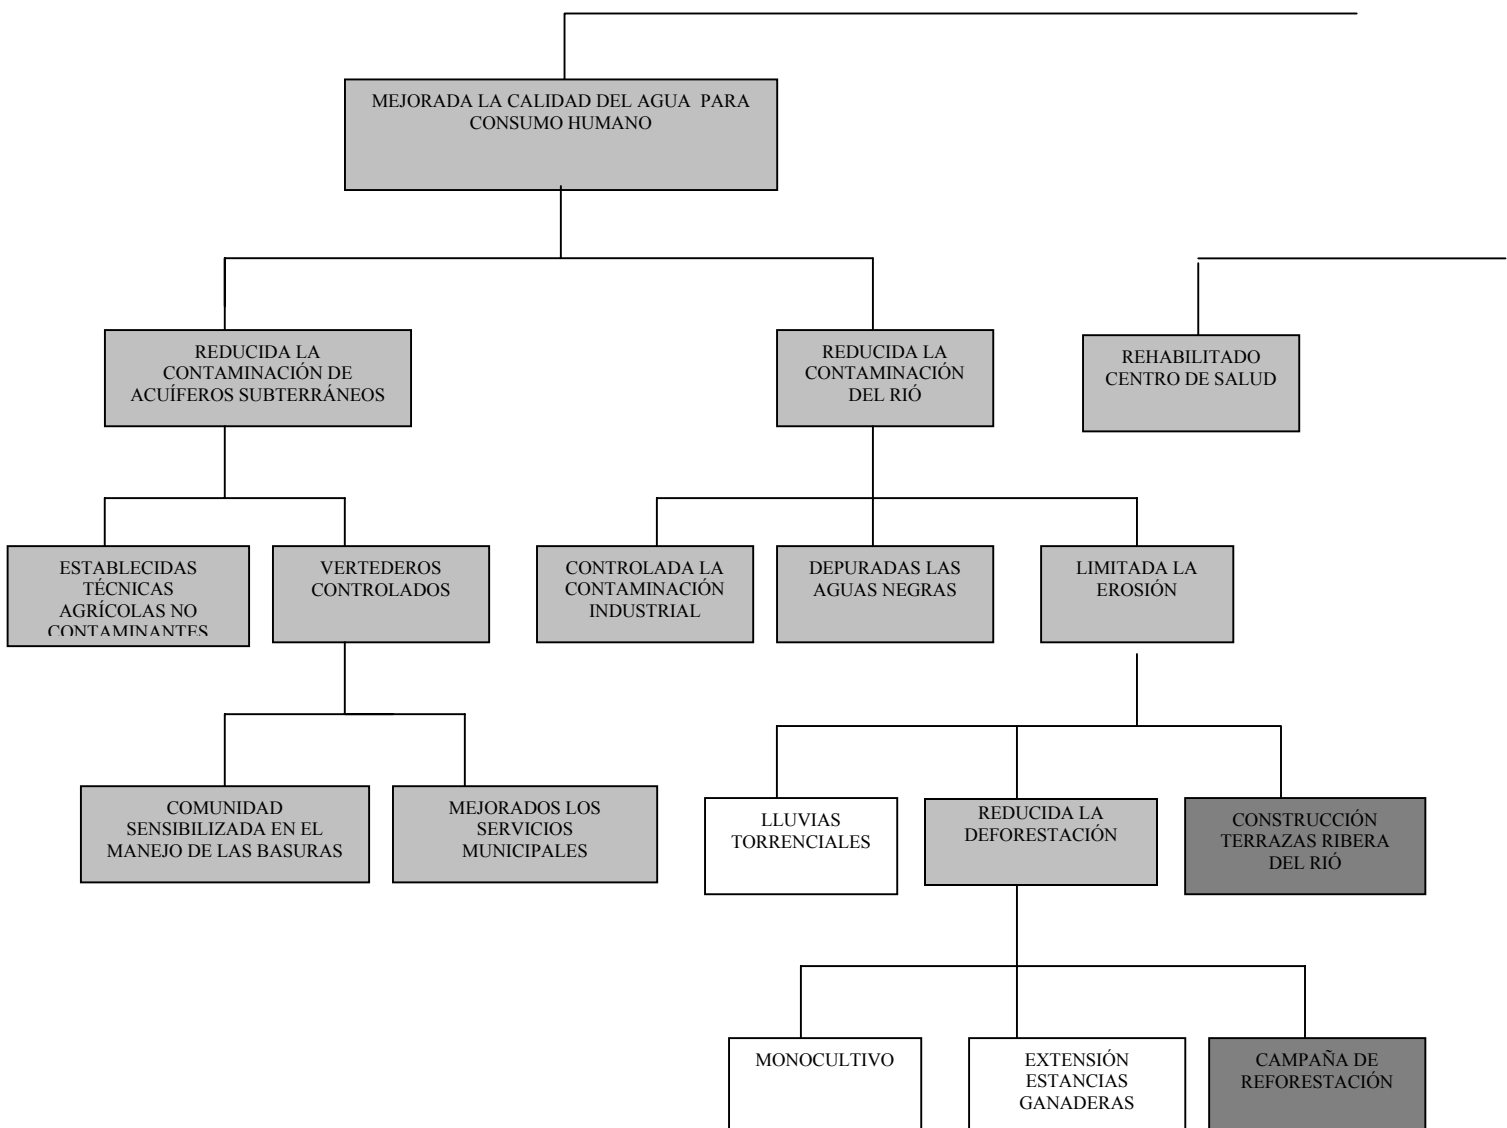 MEJORADA LA CALIDAD DEL AGUA PARA
CONSUMO HUMANO
REDUCIDA LA
CONTAMINACIÓN DE
ACUÍFEROS SUBTERRÁNEOS
REDUCIDA LA
CONTAMINACIÓN
DEL RIÓ
REHABILITADO
CENTRO DE SALUD
ESTABLECIDAS
TÉCNICAS
AGRÍCOLAS NO
CONTAMINANTES
VERTEDEROS
CONTROLADOS
CONTROLADA LA
CONTAMINACIÓN
INDUSTRIAL
DEPURADAS LAS
AGUAS NEGRAS
LIMITADA LA
EROSIÓN
COMUNIDAD
SENSIBILIZADA EN EL
MANEJO DE LAS BASURAS
MEJORADOS LOS
SERVICIOS
MUNICIPALES
LLUVIAS
TORRENCIALES
REDUCIDA LA
DEFORESTACIÓN
CONSTRUCCIÓN
TERRAZAS RIBERA
DEL RIÓ
MONOCULTIVO
EXTENSIÓN
ESTANCIAS
GANADERAS
CAMPAÑA DE
REFORESTACIÓN